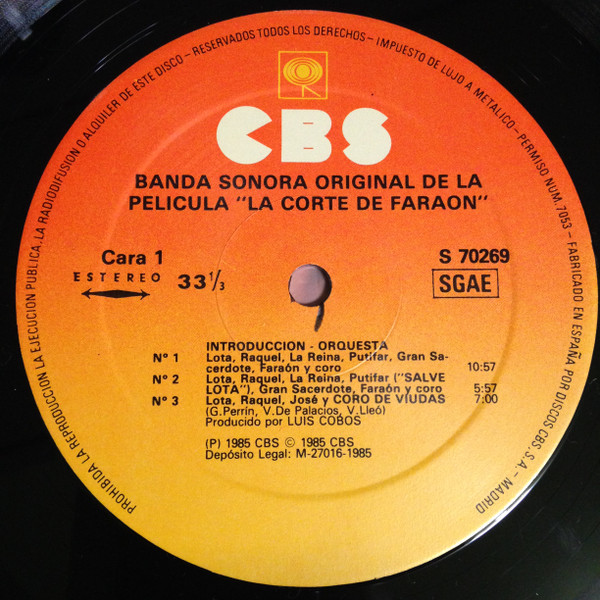 PROHIBIDA LA REPRODUCCION, LA EJECUCION PUBLICA, LA RADIODIFUSION O ALQUILER DE ESTE DISCO - RESERVADOS TODOS LOS DERECHOS - IMPUESTO DE LUJO A METALICO - PERMISO NUM. 7053 - FABRICADO EN ESPAÑA POR DISCOS CBS, S.A. - MADRID
CBS
BANDA SONORA ORIGINAL DE LA
PELICULA "LA CORTE DE FARAON"
Cara 1
S 70269
ESTEREO
33 1/3
SGAE
INTRODUCCION - ORQUESTA
Nº 1 Lota, Raquel, La Reina, Putifar, Gran Sa-
cerdote, Faraón y coro 10:57
Nº 2 Lota, Raquel, La Reina, Putifar ("SALVE
LOTA"), Gran Sacerdote, Faraón y coro 5:57
Nº 3 Lota, Raquel, José y CORO DE VIUDAS 7:00
(G.Perrín, V.De Palacios, V.Lleó)
Producido por LUIS COBOS
(P) 1985 CBS © 1985 CBS
Depósito Legal: M-27016-1985